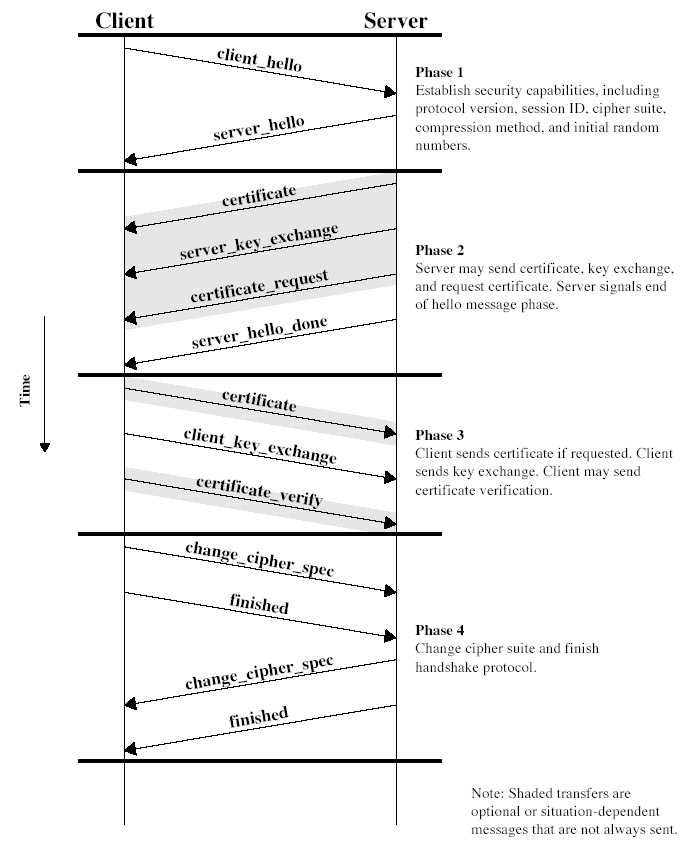 Client Server
client_hello
server_hello
Phase 1
Establish security capabilities, including
protocol version, session ID, cipher suite,
compression method, and initial random
numbers.
certificate
server_key_exchange
certificate_request
server_hello_done
Phase 2
Server may send certificate, key exchange,
and request certificate. Server signals end
of hello message phase.
Time
certificate
client_key_exchange
certificate_verify
Phase 3
Client sends certificate if requested. Client
sends key exchange. Client may send
certificate verification.
change_cipher_spec
finished
change_cipher_spec
finished
Phase 4
Change cipher suite and finish
handshake protocol.
Note: Shaded transfers are
optional or situation-dependent
messages that are not always sent.